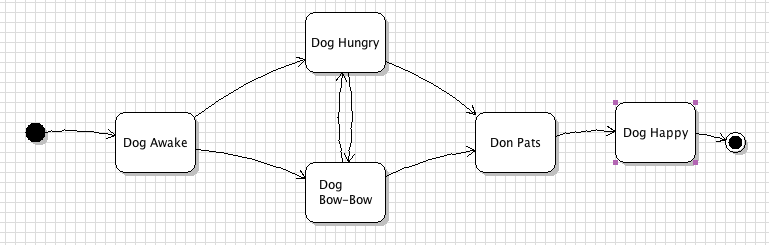 Dog Hungry
Dog Awake
Dog
Bow-Bow
Don Pats
Dog Happy